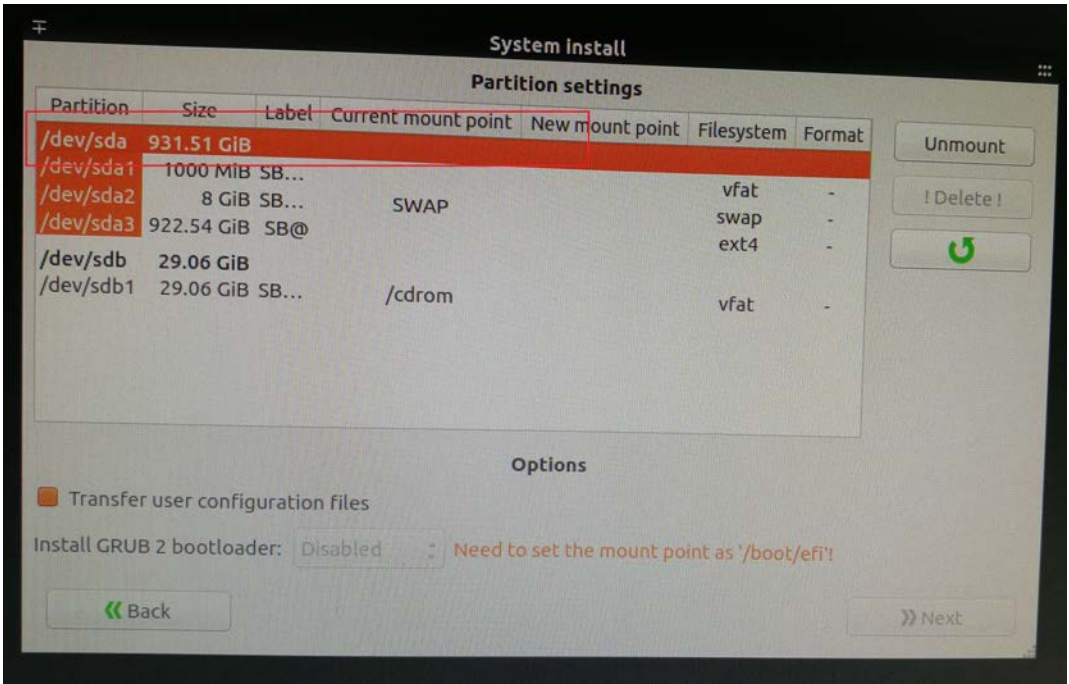 System install
Partition settings
Partition Size Label Current mount point New mount point Filesystem Format
/dev/sda 931.51 GiB
/dev/sda1 1000 MiB SB... vfat -
/dev/sda2 8 GiB SB... SWAP swap -
/dev/sda3 922.54 GiB SB@ ext4 -
/dev/sdb 29.06 GiB
/dev/sdb1 29.06 GiB SB... /cdrom vfat -
Unmount
! Delete !
Options
Transfer user configuration files
Install GRUB 2 bootloader: Disabled Need to set the mount point as '/boot/efi'!
Back
Next